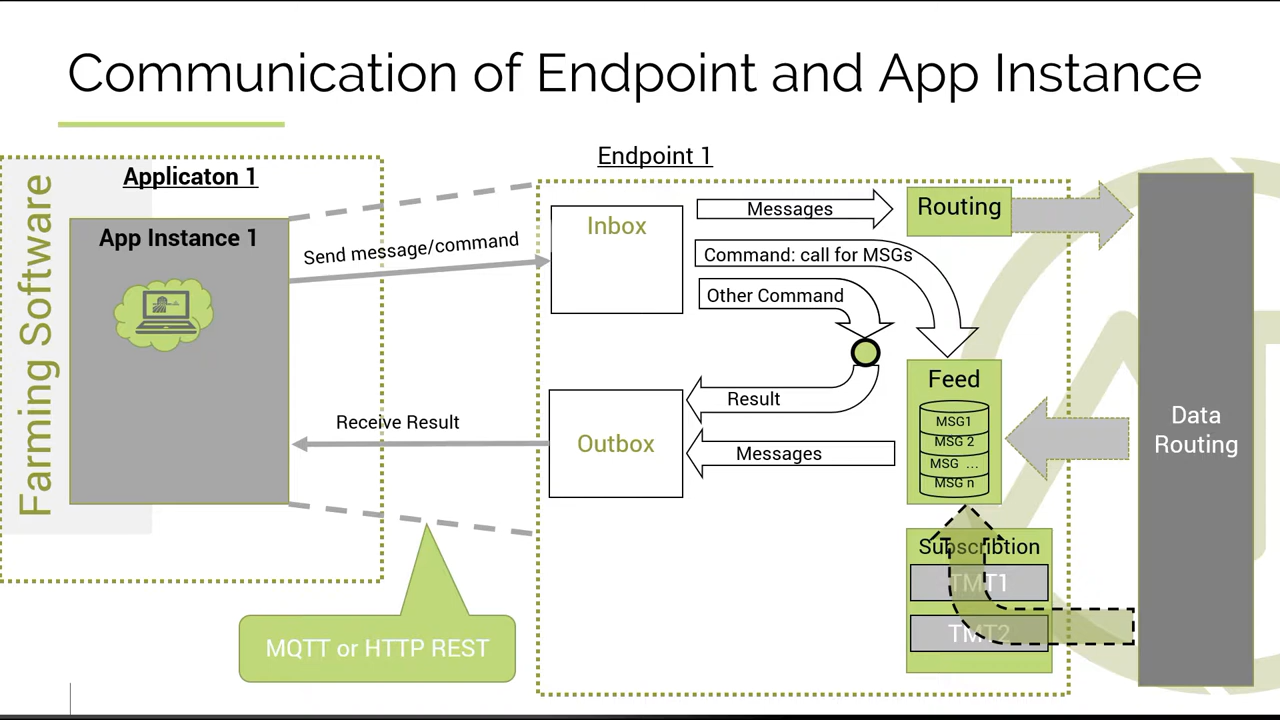 Communication of Endpoint and App Instance
Farming Software
Applicaton 1
App Instance 1
Send message/command
Receive Result
MQTT or HTTP REST
Endpoint 1
Inbox
Messages
Routing
Command: call for MSGs
Other Command
Feed
MSG1
MSG 2
MSG ...
MSG n
Result
Outbox
Messages
Subscribtion
TMT1
TMT2
Data
Routing